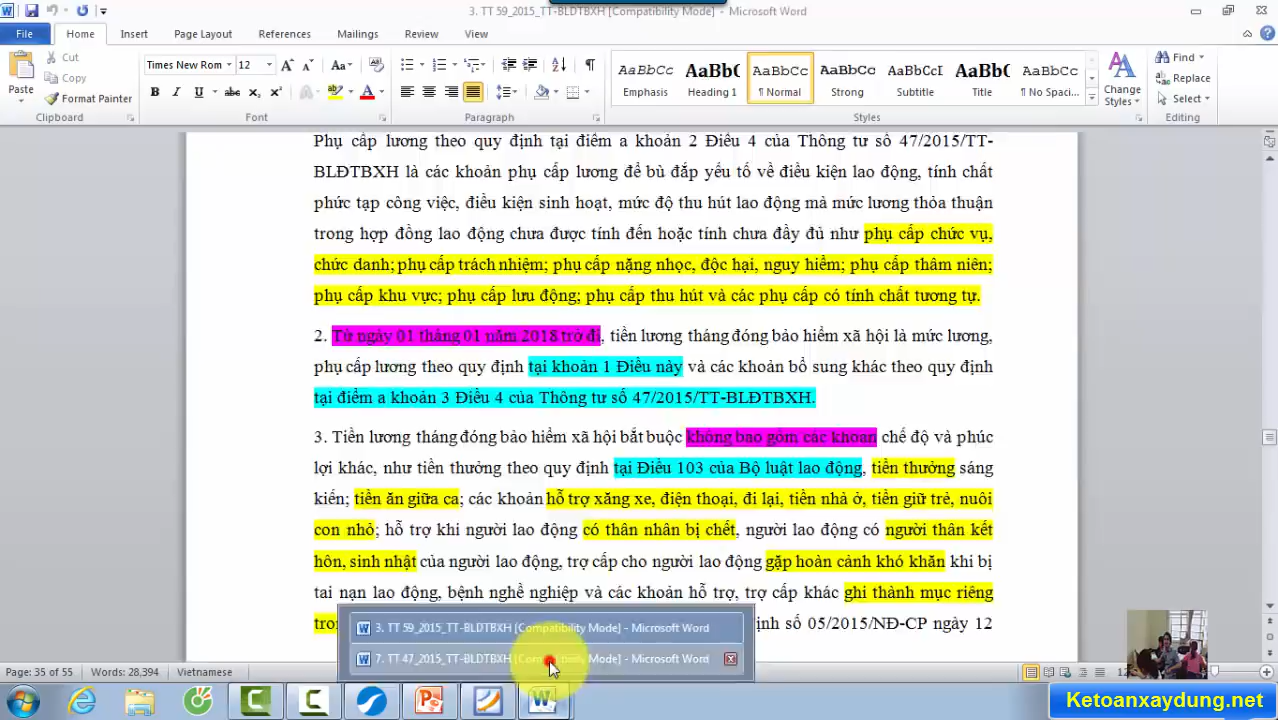 3. TT 59_2015_TT-BLDTBXH [Compatibility Mode] - Microsoft Word
File Home Insert Page Layout References Mailings Review View
Paste Cut Copy Format Painter
Times New Rom 12
AaBbCc AaBb( AaBbCc AaBbCc AaBbCcI AaBb( AaBbCc
Emphasis Heading 1 ¶ Normal Strong Subtitle Title ¶ No Spaci...
Change Styles
Find Replace Select
Clipboard Font Paragraph Styles Editing
Phụ cấp lương theo quy định tại điểm a khoản 2 Điều 4 của Thông tư số 47/2015/TT-
BLĐTBXH là các khoản phụ cấp lương để bù đắp yếu tố về điều kiện lao động, tính chất
phức tạp công việc, điều kiện sinh hoạt, mức độ thu hút lao động mà mức lương thỏa thuận
trong hợp đồng lao động chưa được tính đến hoặc tính chưa đầy đủ như phụ cấp chức vụ,
chức danh; phụ cấp trách nhiệm; phụ cấp nặng nhọc, độc hại, nguy hiểm; phụ cấp thâm niên;
phụ cấp khu vực; phụ cấp lưu động; phụ cấp thu hút và các phụ cấp có tính chất tương tự.
2. Từ ngày 01 tháng 01 năm 2018 trở đi, tiền lương tháng đóng bảo hiểm xã hội là mức lương,
phụ cấp lương theo quy định tại khoản 1 Điều này và các khoản bổ sung khác theo quy định
tại điểm a khoản 3 Điều 4 của Thông tư số 47/2015/TT-BLĐTBXH.
3. Tiền lương tháng đóng bảo hiểm xã hội bắt buộc không bao gồm các khoản chế độ và phúc
lợi khác, như tiền thưởng theo quy định tại Điều 103 của Bộ luật lao động, tiền thưởng sáng
kiến; tiền ăn giữa ca; các khoản hỗ trợ xăng xe, điện thoại, đi lại, tiền nhà ở, tiền giữ trẻ, nuôi
con nhỏ; hỗ trợ khi người lao động có thân nhân bị chết, người lao động có người thân kết
hôn, sinh nhật của người lao động, trợ cấp cho người lao động gặp hoàn cảnh khó khăn khi bị
tai nạn lao động, bệnh nghề nghiệp và các khoản hỗ trợ, trợ cấp khác ghi thành mục riêng
số 05/2015/NĐ-CP ngày 12
3. TT 59_2015_TT-BLDTBXH [Compatibility Mode] - Microsoft Word
7. TT 47_2015_TT-BLDTBXH Mode] - Microsoft Word
Page: 35 of 55 Words: 28,394 Vietnamese
Ketoanxaydung.net